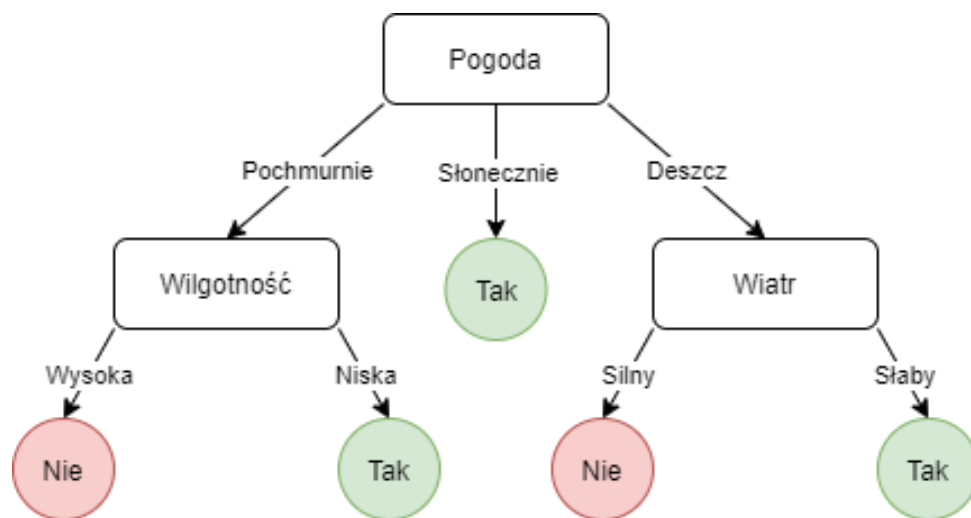 Pogoda
Pochmurnie
Słonecznie
Deszcz
Wilgotność
Tak
Wiatr
Wysoka
Niska
Silny
Słaby
Nie
Tak
Nie
Tak